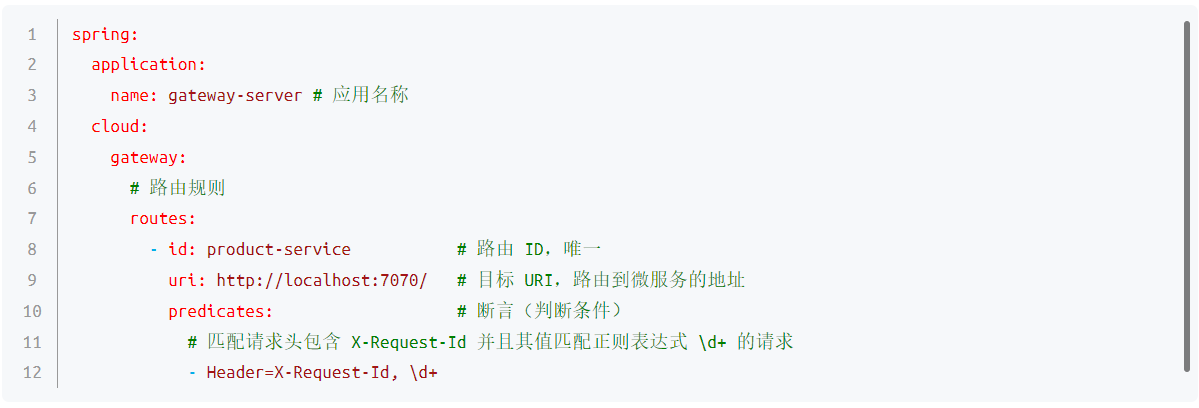 1 spring:
2   application:
3     name: gateway-server # 应用名称
4   cloud:
5     gateway:
6       # 路由规则
7       routes:
8         - id: product-service           # 路由 ID，唯一
9           uri: http://localhost:7070/   # 目标 URI，路由到微服务的地址
10           predicates:                   # 断言（判断条件）
11             # 匹配请求头包含 X-Request-Id 并且其值匹配正则表达式 \d+ 的请求
12             - Header=X-Request-Id, \d+